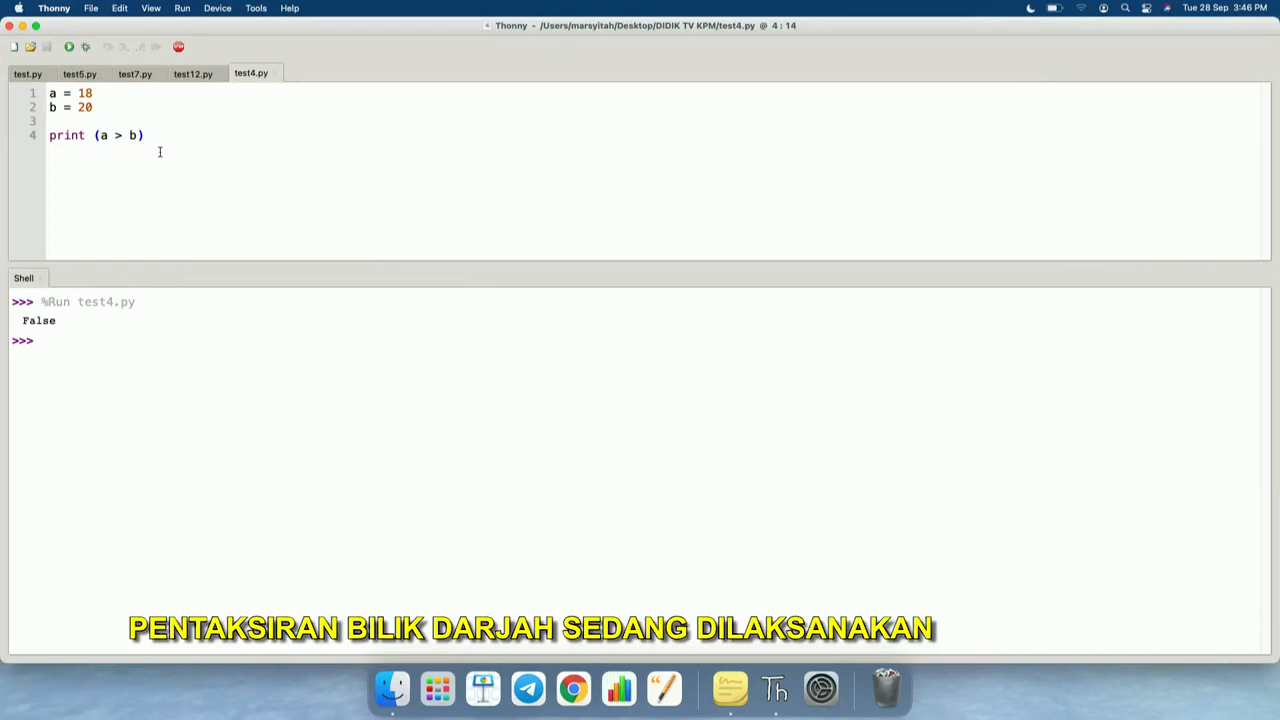 Thonny File Edit View Run Device Tools Help Tue 28 Sep 3:46 PM
Thonny - /Users/marsyitah/Desktop/DIDIK TV KPM/test4.py @ 4 : 14
test.py test5.py test7.py test12.py test4.py
1 a = 18
2 b = 20
3
4 print (a > b)
Shell
>>> %Run test4.py
False
>>>
PENTAKSIRAN BILIK DARJAH SEDANG DILAKSANAKAN
Th